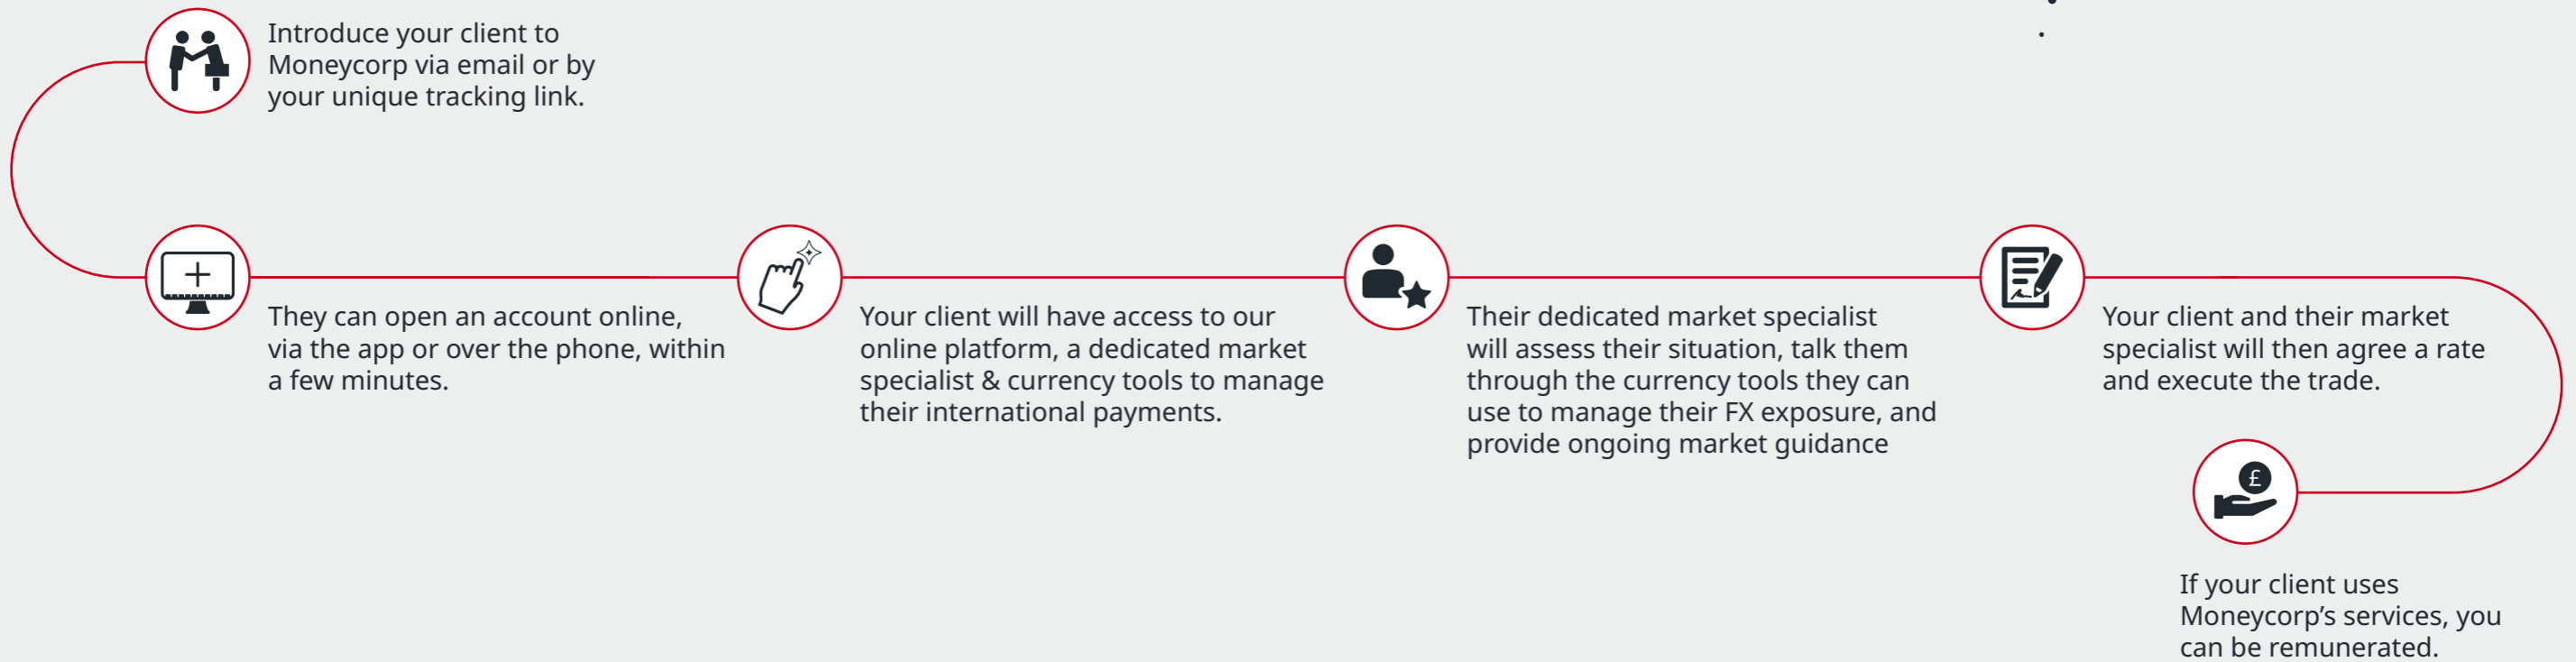 Introduce your client to
Moneycorp via email or by
your unique tracking link.
They can open an account online,
via the app or over the phone, within
a few minutes.
Your client will have access to our
online platform, a dedicated market
specialist & currency tools to manage
their international payments.
Their dedicated market specialist
will assess their situation, talk them
through the currency tools they can
use to manage their FX exposure, and
provide ongoing market guidance
Your client and their market
specialist will then agree a rate
and execute the trade.
£
If your client uses
Moneycorp’s services, you
can be remunerated.